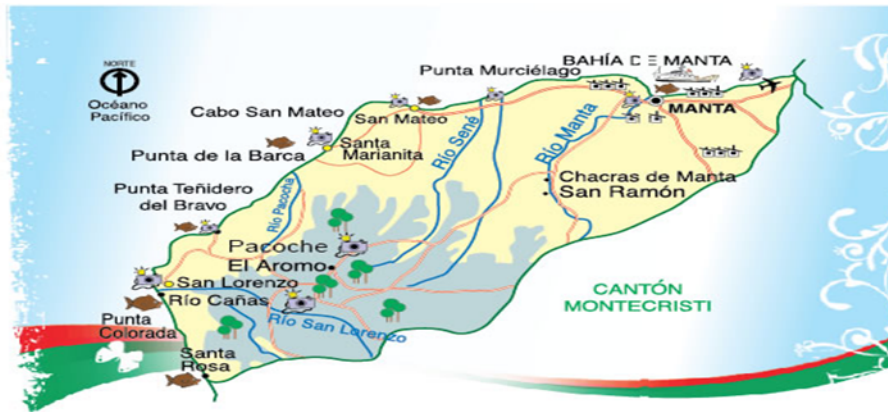 NORTE
Océano
Pacífico
BAHÍA DE MANTA
Punta Murciélago
Cabo San Mateo
San Mateo
MANTA
Punta de la Barca
Santa
Marianita
Río Sené
Río Manta
Punta Teñidero
del Bravo
Río Pacoche
Chacras de Manta
San Ramón
Pacoche
El Aromo
San Lorenzo
Río Cañas
CANTÓN
MONTECRISTI
Punta
Colorada
Río San Lorenzo
Santa
Rosa